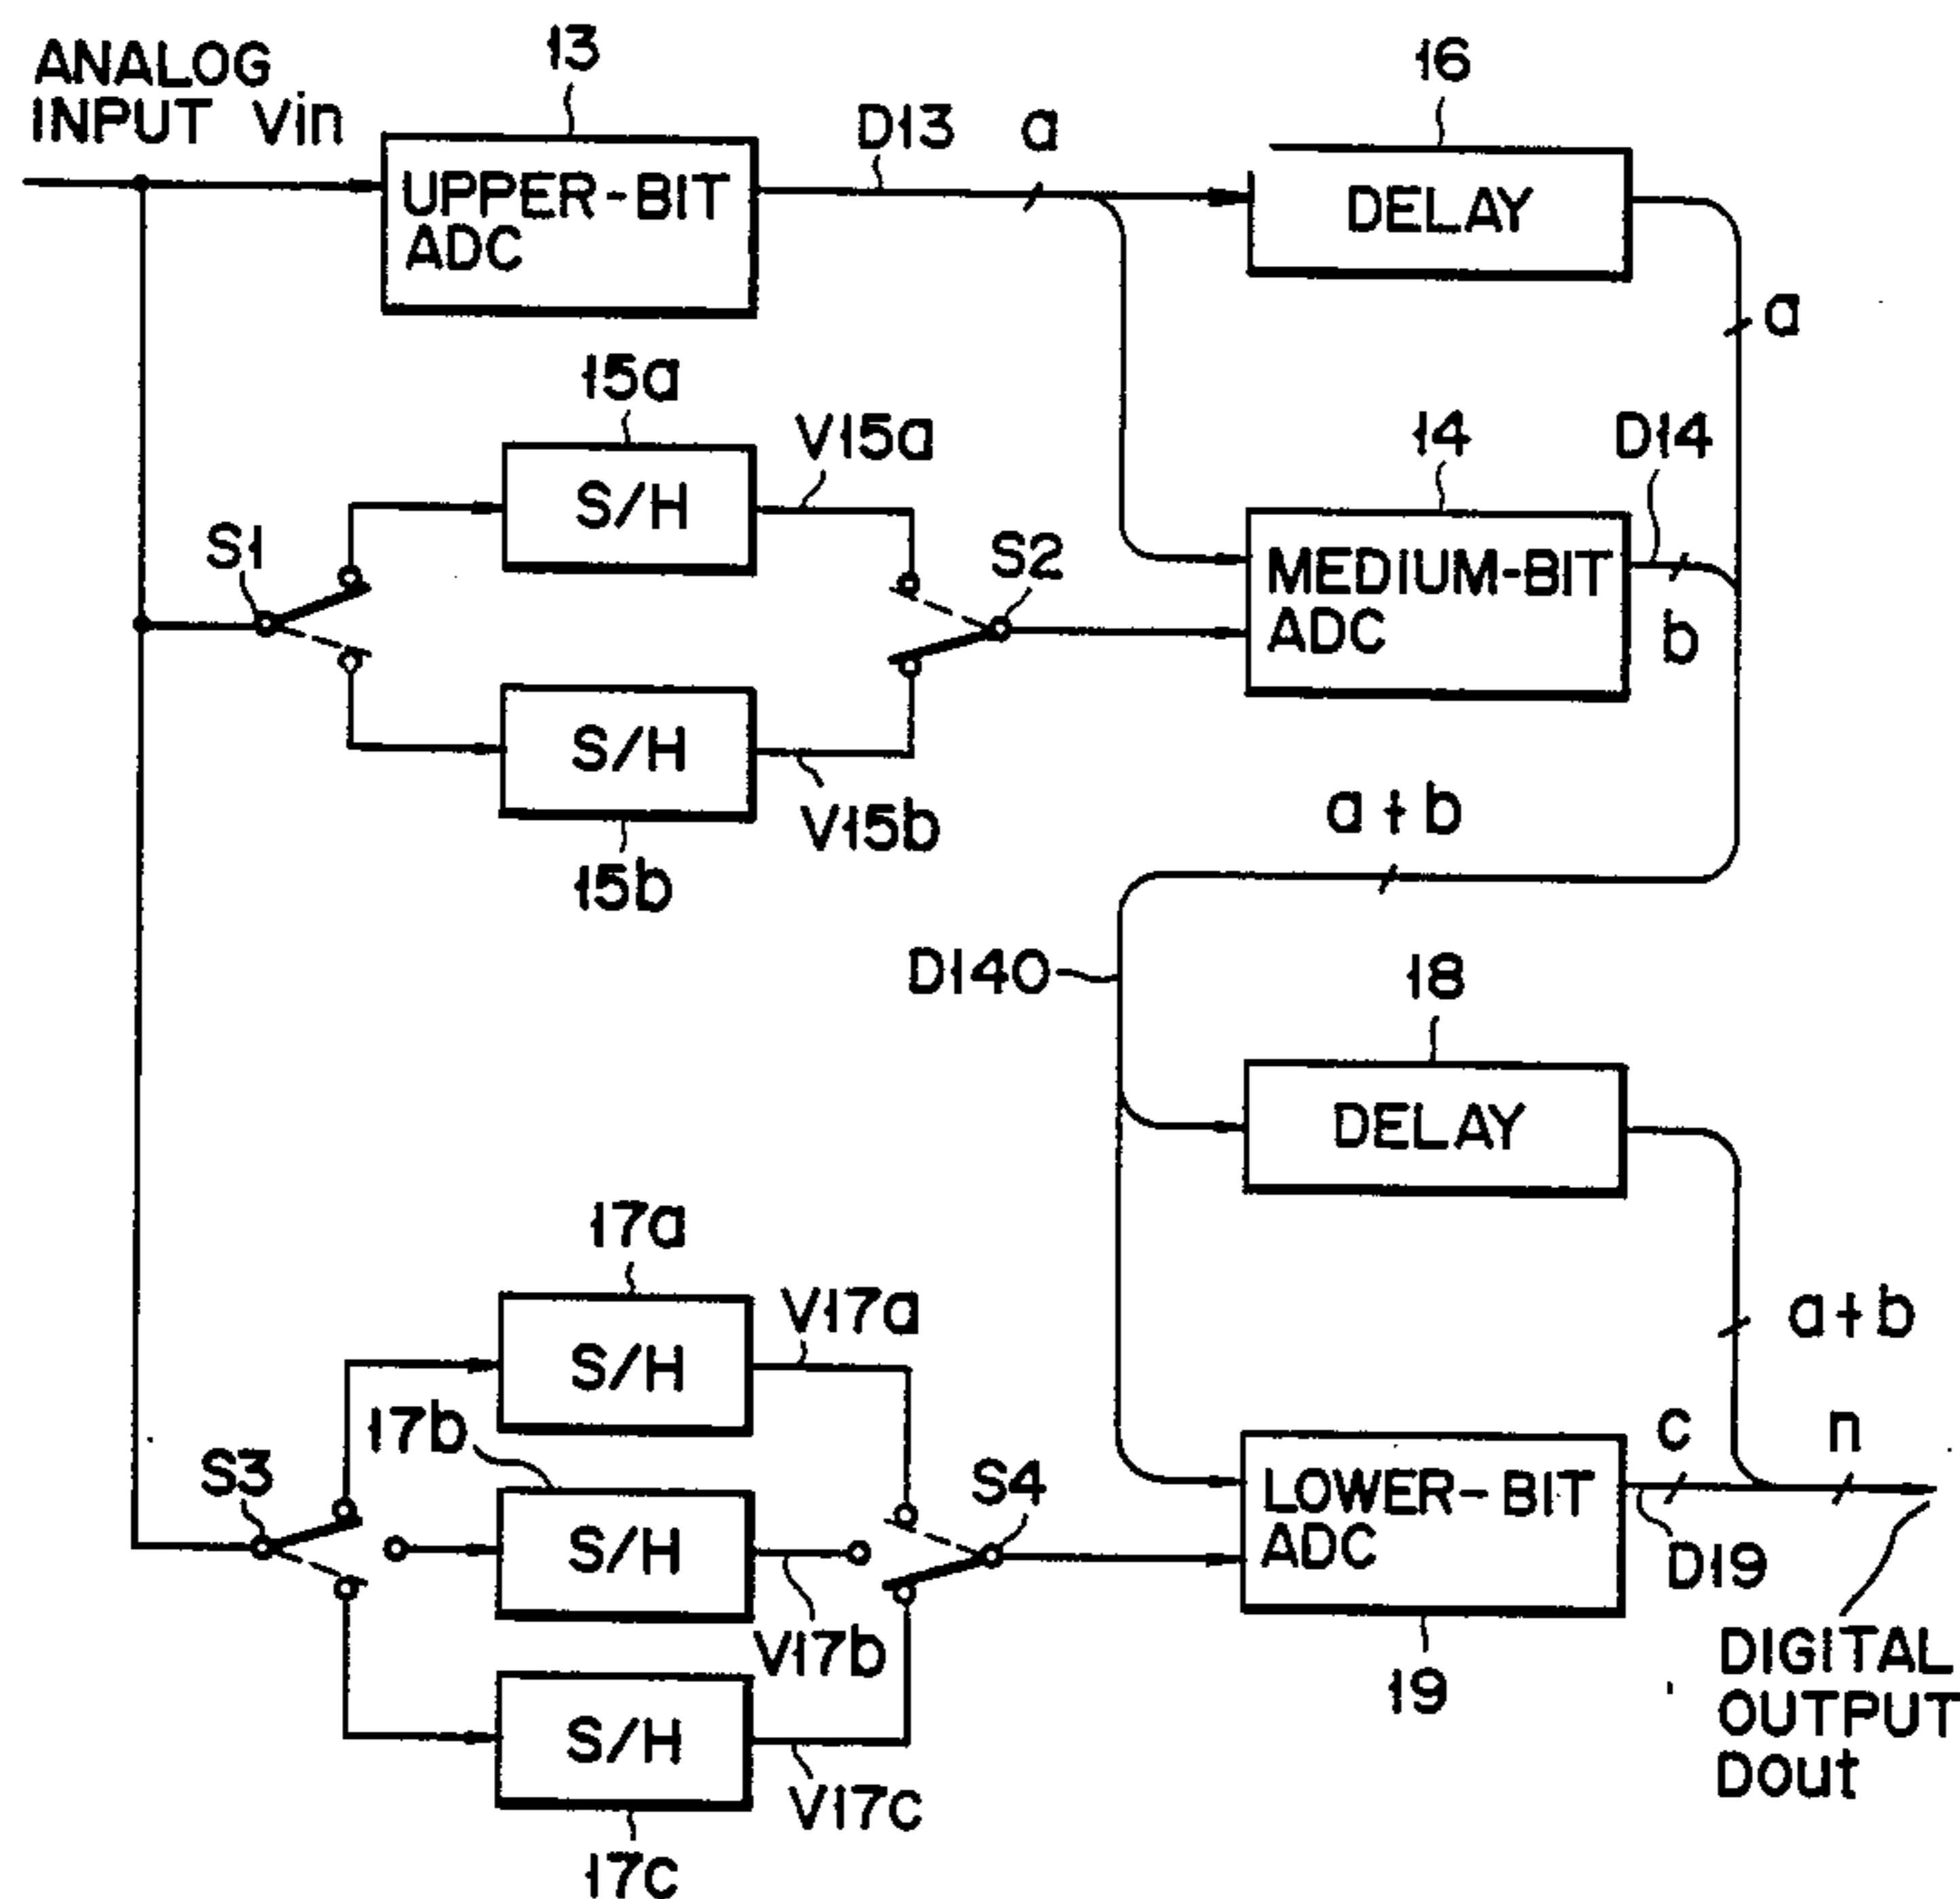 13
16
ANALOG
INPUT Vin
D13
a
UPPER-BIT
ADC
DELAY
a
15a
V15a
14
D14
S/H
S1
S2
MEDIUM-BIT
ADC
b
S/H
V15b
15b
a+b
D140
18
DELAY
17a
V17a
a+b
S/H
17b
c
n
S3
S4
LOWER-BIT
ADC
S/H
D19
V17b
19
DIGITAL
OUTPUT
Dout
S/H
V17c
17c